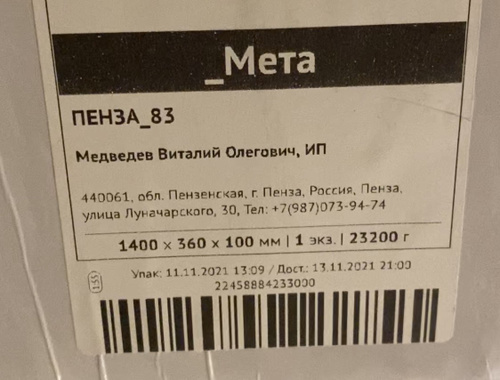 _Мета
ПЕНЗА_83
Медведев Виталий Олегович, ИП
440061, обл. Пензенская, г. Пенза, Россия, Пенза,
улица Луначарского, 30, Тел: +7(987)073-94-74
1400 x 360 x 100 мм | 1 экз. | 23200 г
Упак: 11.11.2021 13:09 / Дост.: 13.11.2021 21:00
22458884233000